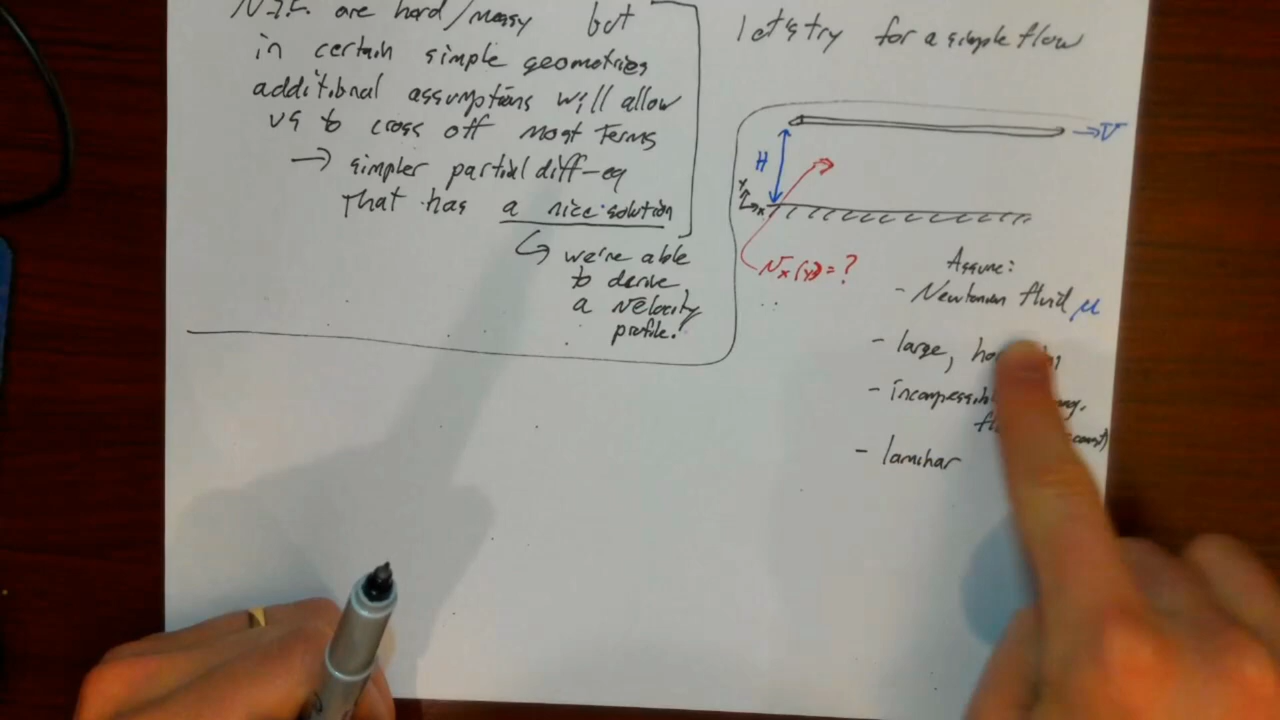 N.S.E. are hard/messy but
in certain simple geometries
additional assumptions will allow
us to cross off most terms
→ simpler partial diff-eq
that has a nice solution
↳ we're able
to derive
a velocity
profile!
let's try for a simple flow
→ V
H
y
x
Vx(y) = ?
Assume:
- Newtonian fluid μ
- large,
- incompressible
- laminar